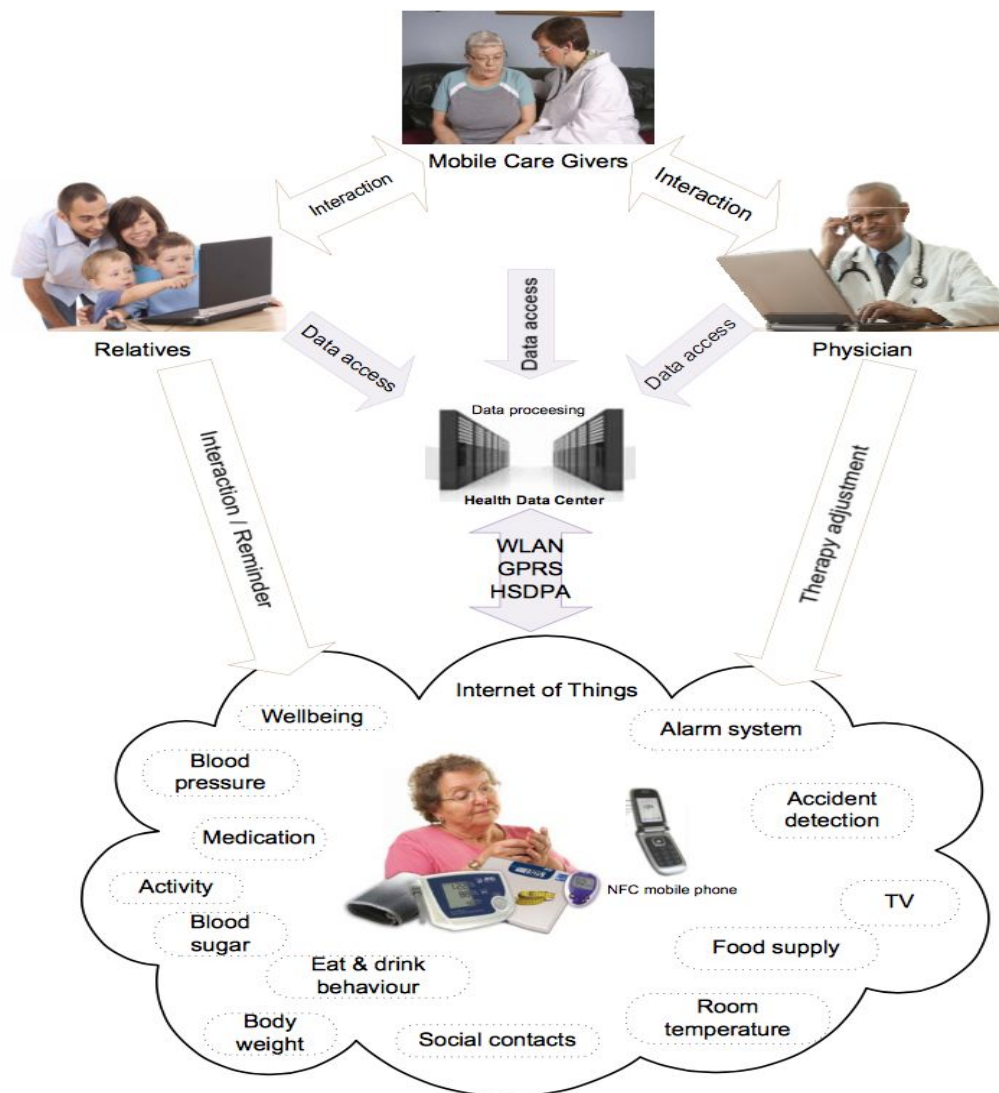 Mobile Care Givers
Interaction
Interaction
Relatives
Physician
Data access
Data access
Data access
Data proceesing
Health Data Center
Interaction / Reminder
Therapy adjustment
WLAN
GPRS
HSDPA
Internet of Things
Wellbeing
Alarm system
Blood
pressure
Accident
detection
Medication
Activity
NFC mobile phone
TV
Blood
sugar
Food supply
Eat & drink
behaviour
Room
temperature
Body
weight
Social contacts